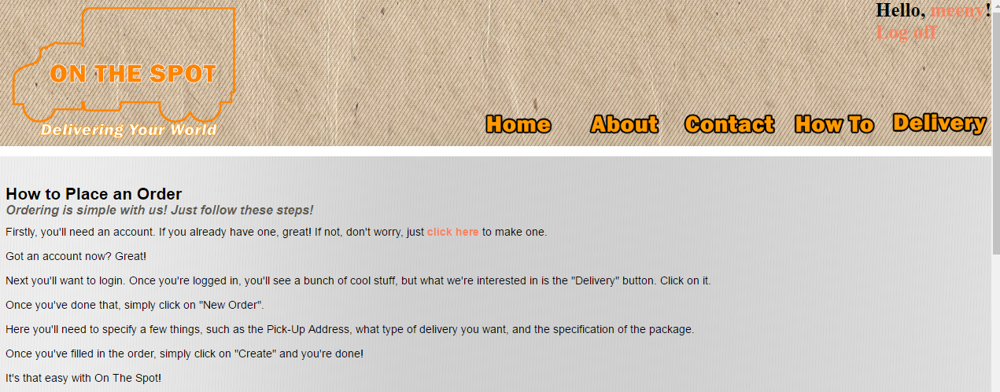 ON THE SPOT
Delivering Your World
Hello, meeny!
Log off
Home About Contact How To Delivery
How to Place an Order
Ordering is simple with us! Just follow these steps!
Firstly, you'll need an account. If you already have one, great! If not, don't worry, just click here to make one.
Got an account now? Great!
Next you'll want to login. Once you're logged in, you'll see a bunch of cool stuff, but what we're interested in is the "Delivery" button. Click on it.
Once you've done that, simply click on "New Order".
Here you'll need to specify a few things, such as the Pick-Up Address, what type of delivery you want, and the specification of the package.
Once you've filled in the order, simply click on "Create" and you're done!
It's that easy with On The Spot!